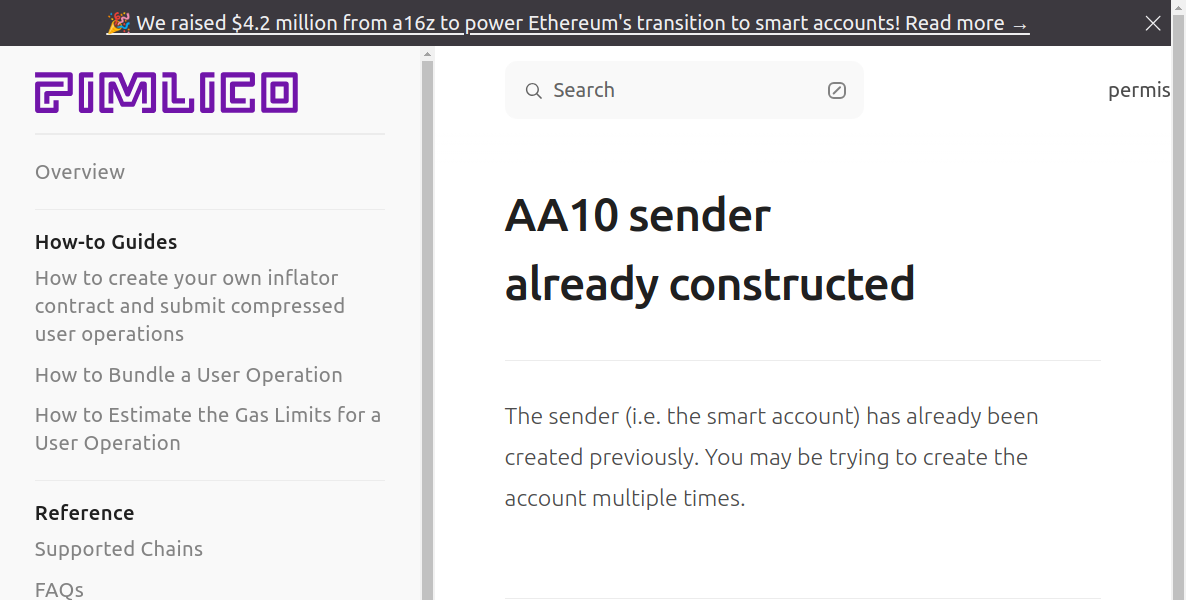 🎉 We raised $4.2 million from a16z to power Ethereum's transition to smart accounts! Read more →
PIMLICO
Search
permis
Overview
How-to Guides
How to create your own inflator
contract and submit compressed
user operations
How to Bundle a User Operation
How to Estimate the Gas Limits for a
User Operation
Reference
Supported Chains
FAQs
AA10 sender
already constructed
The sender (i.e. the smart account) has already been
created previously. You may be trying to create the
account multiple times.